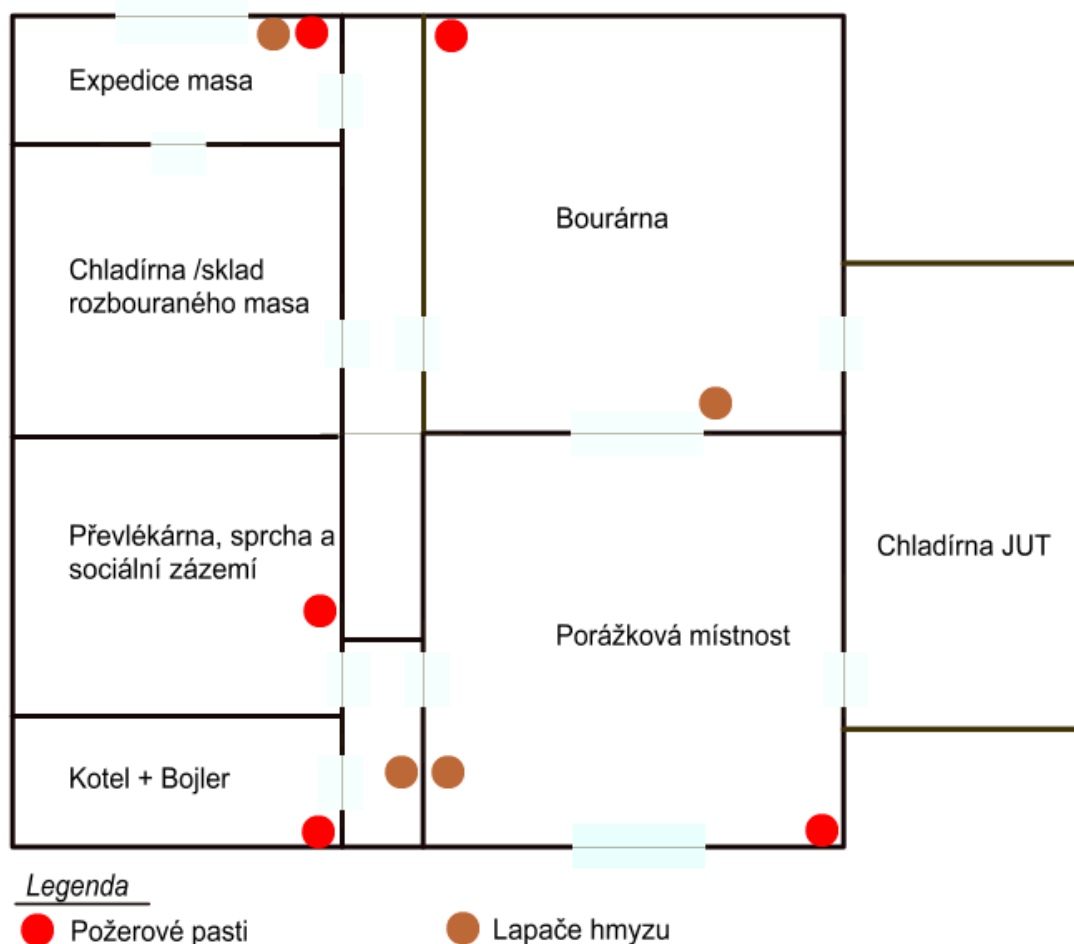 Expedice masa
Bourárna
Chladírna /sklad
rozbouraného masa
Převlékárna, sprcha a
sociální zázemí
Chladírna JUT
Porážková místnost
Kotel + Bojler
Legenda
Požerové pasti
Lapače hmyzu